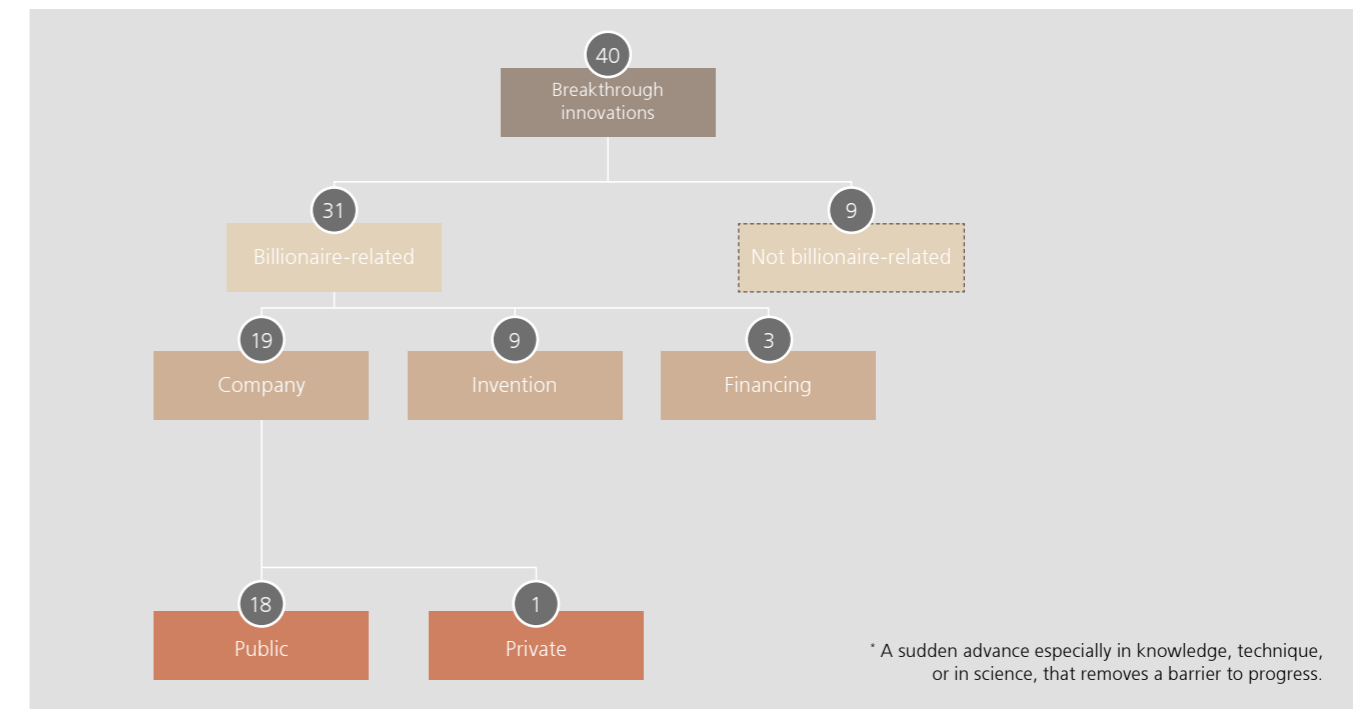 40
Breakthrough
innovations
31
9
Billionaire-related
Not billionaire-related
19
9
3
Company
Invention
Financing
18
1
Public
Private
* A sudden advance especially in knowledge, technique,
or in science, that removes a barrier to progress.